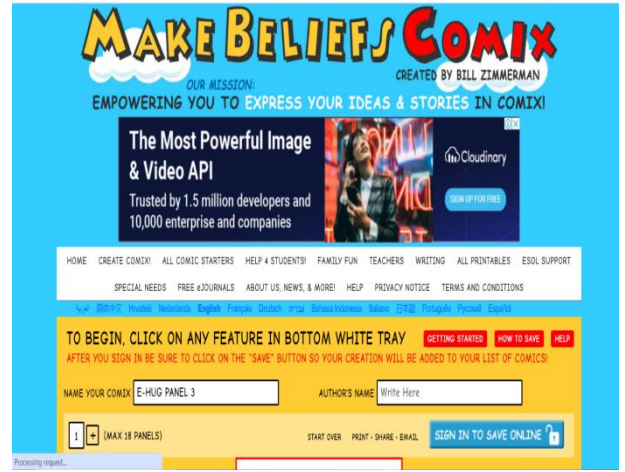 MAKE BELIEFS COMIX
CREATED BY BILL ZIMMERMAN
OUR MISSION:
EMPOWERING YOU TO EXPRESS YOUR IDEAS & STORIES IN COMIX!
The Most Powerful Image
& Video API
Trusted by 1.5 million developers and
10,000 enterprise and companies
Cloudinary
SIGN UP FOR FREE
HOME CREATE COMIX! ALL COMIC STARTERS HELP 4 STUDENTS! FAMILY FUN TEACHERS WRITING ALL PRINTABLES ESOL SUPPORT
SPECIAL NEEDS FREE eJOURNALS ABOUT US, NEWS, & MORE! HELP PRIVACY NOTICE TERMS AND CONDITIONS
عربية 简体中文 Hrvatski Nederlands English Français Deutsch עברית Bahasa Indonesia Italiano 日本語 Português Русский Español
TO BEGIN, CLICK ON ANY FEATURE IN BOTTOM WHITE TRAY GETTING STARTED HOW TO SAVE HELP
AFTER YOU SIGN IN BE SURE TO CLICK ON THE "SAVE" BUTTON SO YOUR CREATION WILL BE ADDED TO YOUR LIST OF COMICS!
NAME YOUR COMIX E-HUG PANEL 3 AUTHOR'S NAME Write Here
1 + (MAX 18 PANELS) START OVER PRINT - SHARE - EMAIL SIGN IN TO SAVE ONLINE
Processing request...